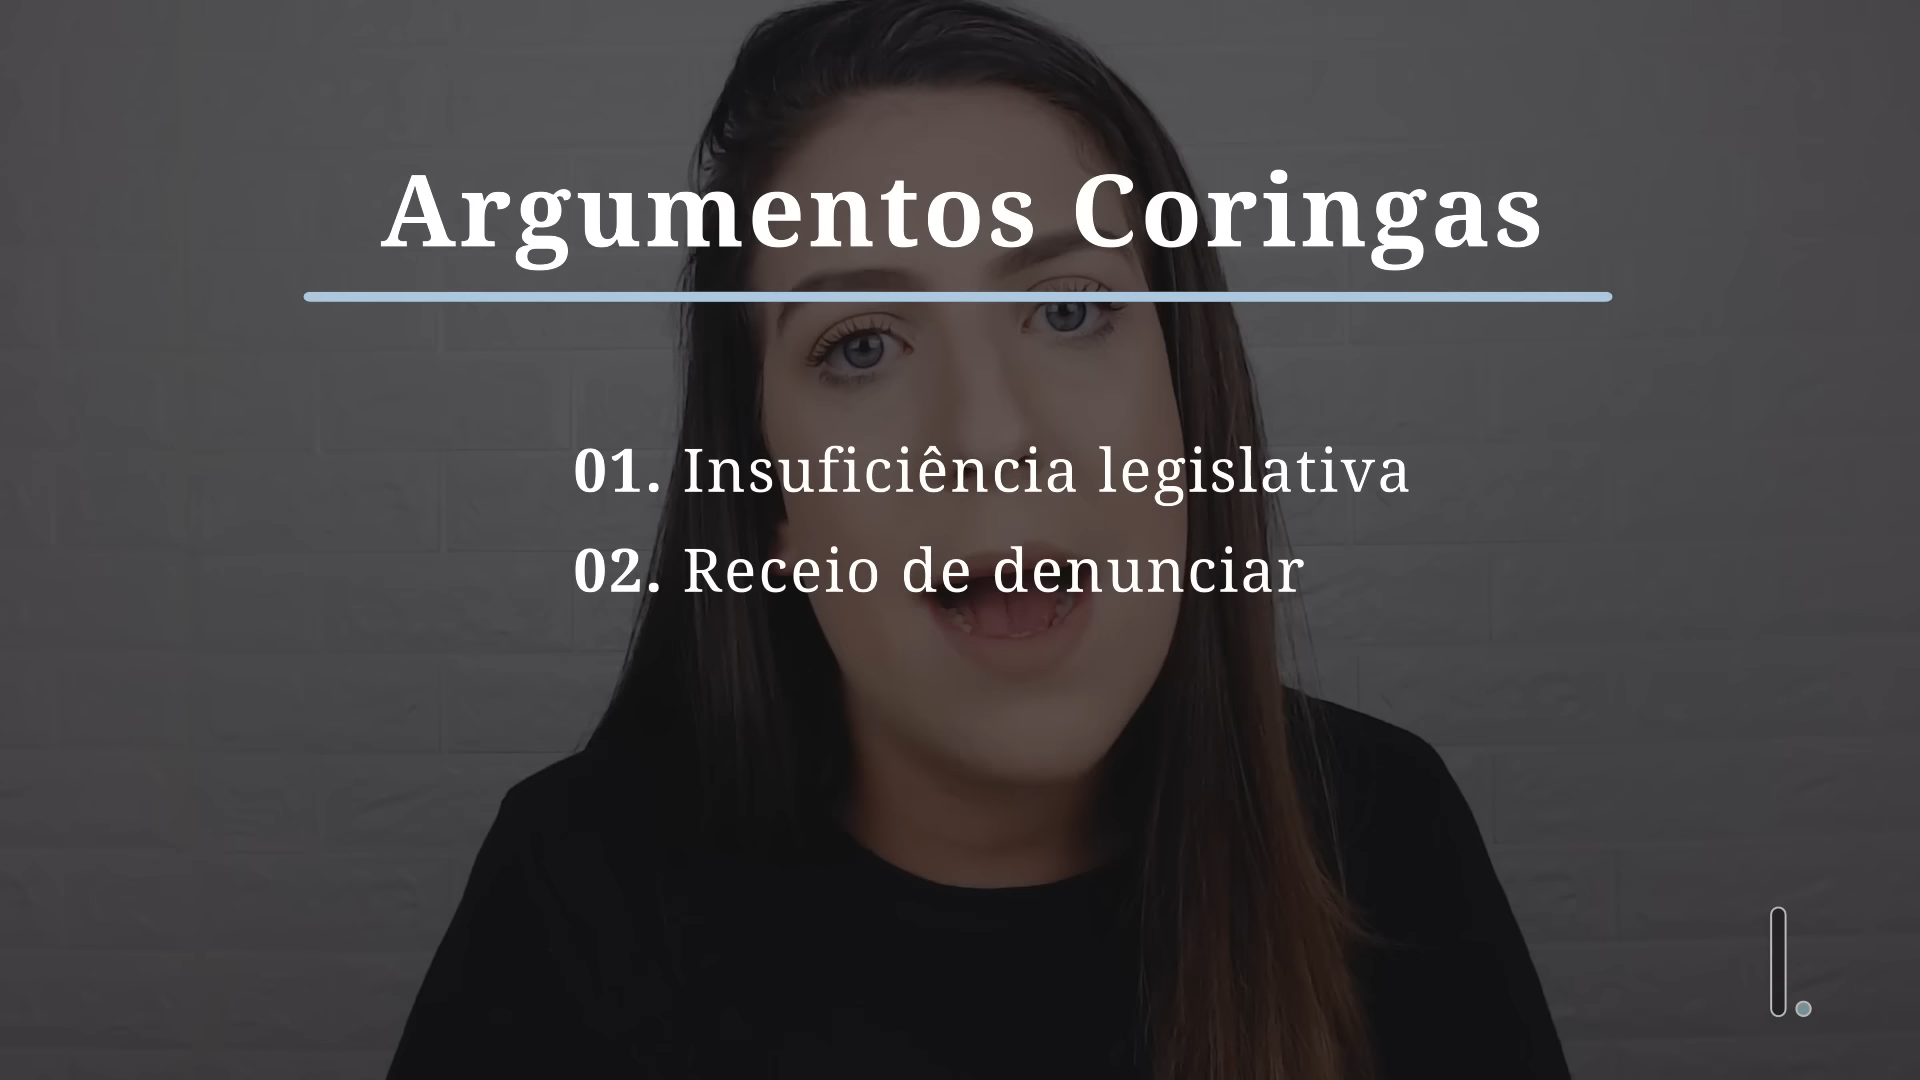 Argumentos Coringas
01. Insuficiência legislativa
02. Receio de denunciar